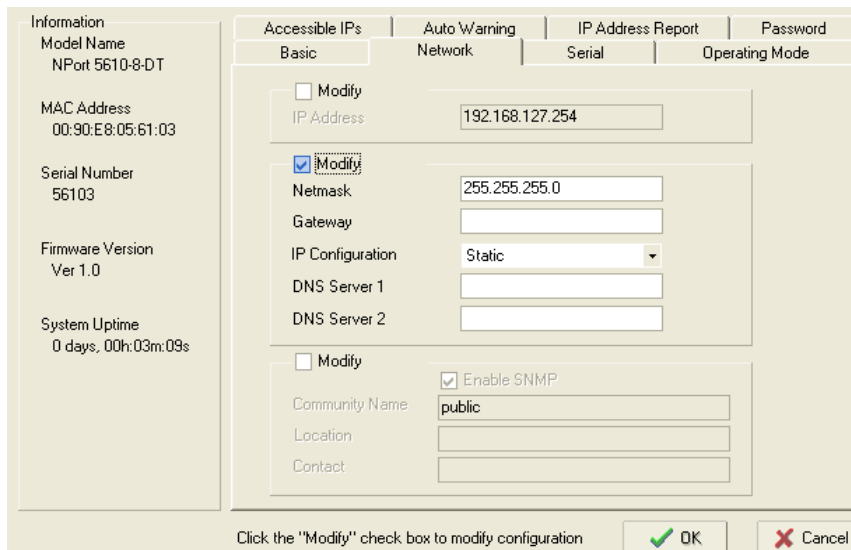 Information
Model Name
NPort 5610-8-DT
MAC Address
00:90:E8:05:61:03
Serial Number
56103
Firmware Version
Ver 1.0
System Uptime
0 days, 00h:03m:09s
Accessible IPs Auto Warning IP Address Report Password
Basic Network Serial Operating Mode
Modify
IP Address 192.168.127.254
Modify
Netmask 255.255.255.0
Gateway
IP Configuration Static
DNS Server 1
DNS Server 2
Modify
Enable SNMP
Community Name public
Location
Contact
Click the "Modify" check box to modify configuration OK Cancel